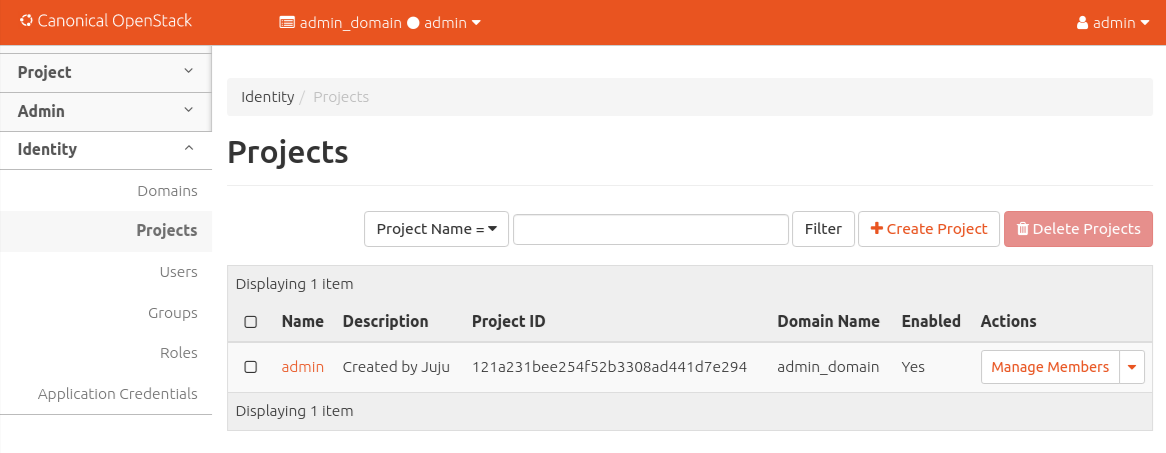 Canonical OpenStack
admin_domain admin
admin
Project
Admin
Identity
Domains
Projects
Users
Groups
Roles
Application Credentials
Identity / Projects
Projects
Project Name =
Filter
Create Project
Delete Projects
Displaying 1 item
Name Description Project ID Domain Name Enabled Actions
admin Created by Juju 121a231bee254f52b3308ad441d7e294 admin_domain Yes Manage Members
Displaying 1 item